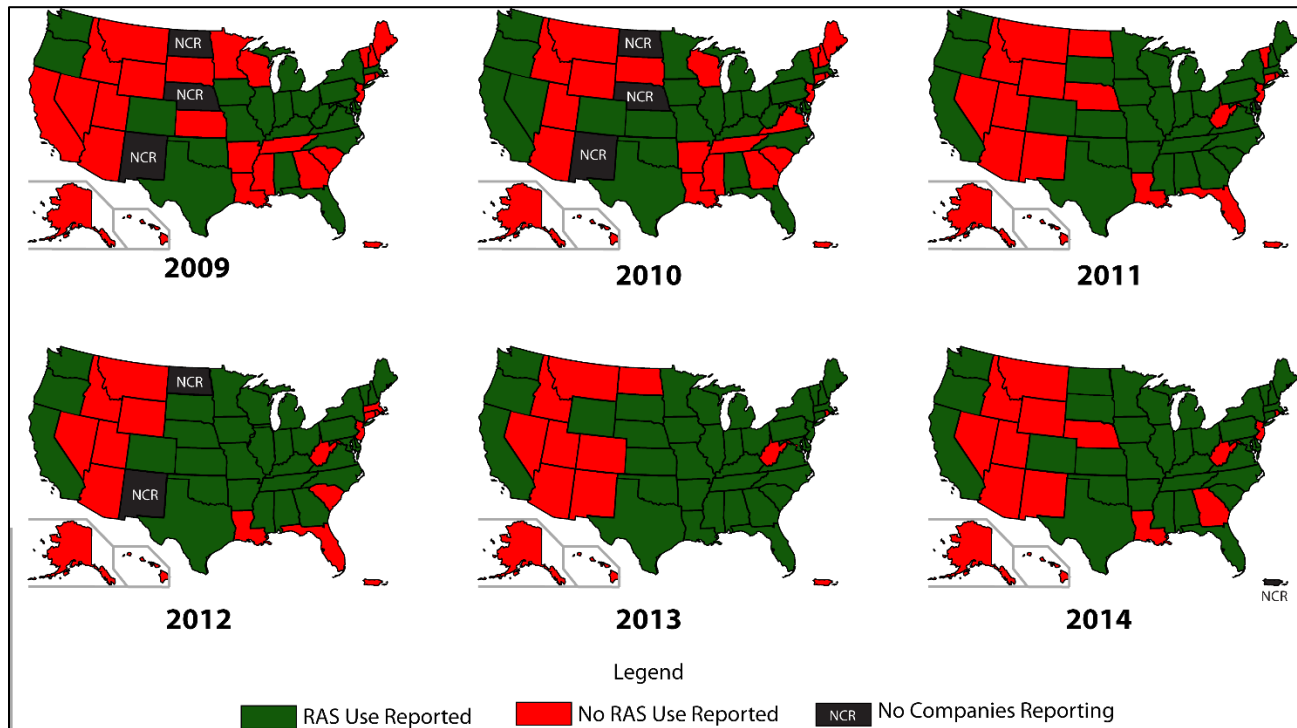 NCR
NCR
NCR
2009
NCR
NCR
NCR
2010
2011
NCR
NCR
2012
2013
NCR
2014
Legend
RAS Use Reported
No RAS Use Reported
NCR No Companies Reporting